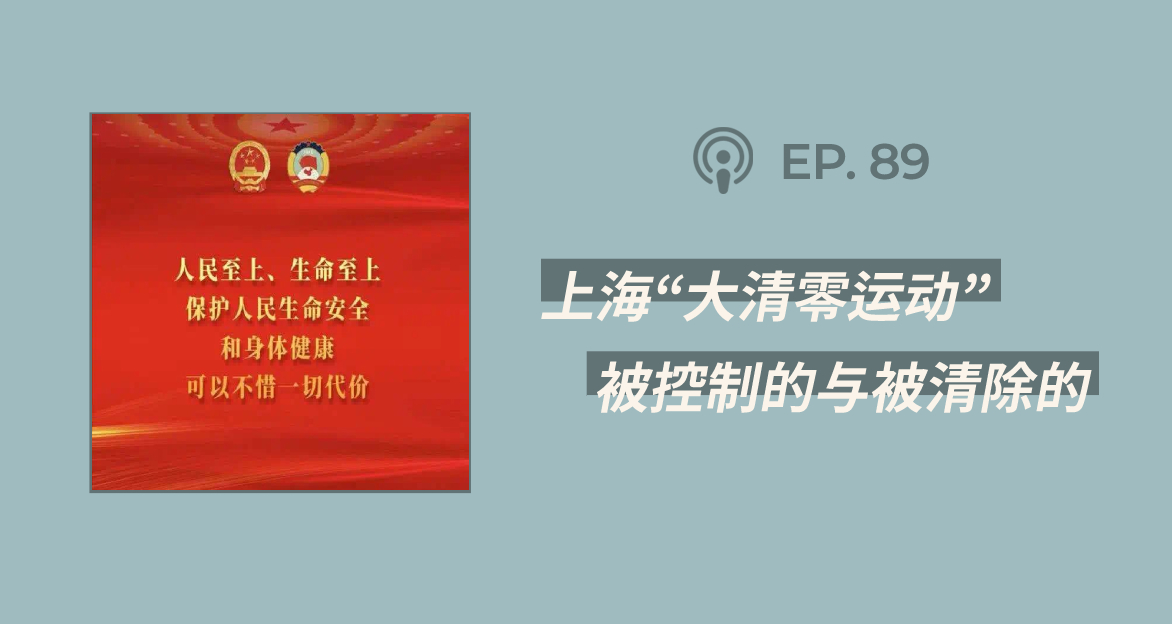 人民至上、生命至上
保护人民生命安全
和身体健康
可以不惜一切代价
EP. 89
上海“大清零运动”
被控制的与被清除的